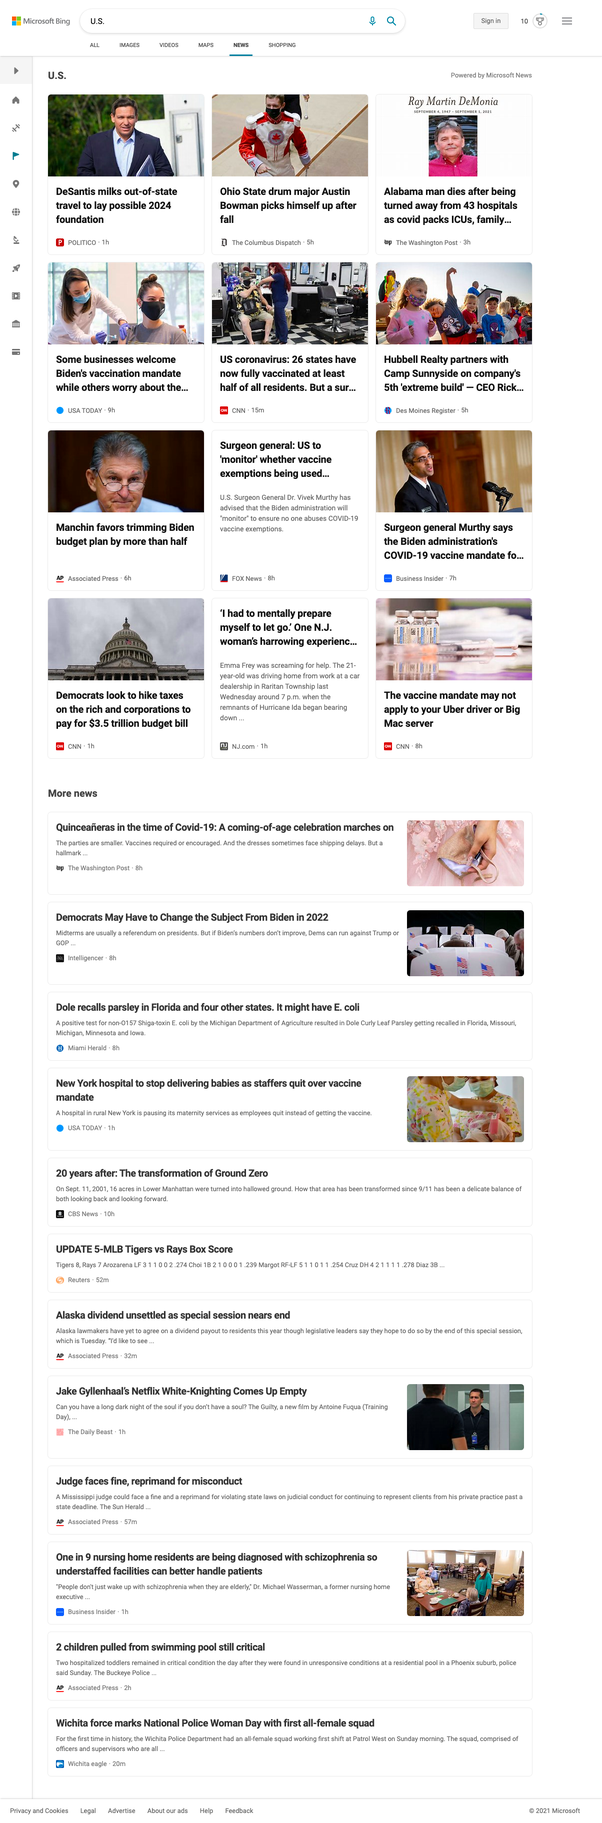 Microsoft Bing
U.S.
Sign in
10
ALL IMAGES VIDEOS MAPS NEWS SHOPPING
U.S.
Powered by Microsoft News
DeSantis milks out-of-state
travel to lay possible 2024
foundation
POLITICO · 1h
Ohio State drum major Austin
Bowman picks himself up after
fall
The Columbus Dispatch · 5h
Ray Martin DeMonia
Alabama man dies after being
turned away from 43 hospitals
as covid packs ICUs, family...
The Washington Post · 3h
Some businesses welcome
Biden's vaccination mandate
while others worry about the...
USA TODAY · 9h
US coronavirus: 26 states have
now fully vaccinated at least
half of all residents. But a sur...
CNN · 15m
Hubbell Realty partners with
Camp Sunnyside on company's
5th 'extreme build' — CEO Rick...
Des Moines Register · 5h
Manchin favors trimming Biden
budget plan by more than half
AP Associated Press · 6h
Surgeon general: US to
'monitor' whether vaccine
exemptions being used...
U.S. Surgeon General Dr. Vivek Murthy has
advised that the Biden administration will
"monitor" to ensure no one abuses COVID-19
vaccine exemptions.
FOX News · 8h
Surgeon general Murthy says
the Biden administration's
COVID-19 vaccine mandate fo...
Business Insider · 7h
Democrats look to hike taxes
on the rich and corporations to
pay for $3.5 trillion budget bill
CNN · 1h
'I had to mentally prepare
myself to let go.' One N.J.
woman's harrowing experienc...
Emma Frey was screaming for help. The 21-
year-old was driving home from work at a car
dealership in Raritan Township last
Wednesday around 7 p.m. when the
remnants of Hurricane Ida began bearing
down ...
NJ.com · 1h
The vaccine mandate may not
apply to your Uber driver or Big
Mac server
CNN · 8h
More news
Quinceañeras in the time of Covid-19: A coming-of-age celebration marches on
The parties are smaller. Vaccines required or encouraged. And the dresses sometimes face shipping delays. But a
hallmark ...
The Washington Post · 8h
Democrats May Have to Change the Subject From Biden in 2022
Midterms are usually a referendum on presidents. But if Biden's numbers don't improve, Dems can run against Trump or
GOP ...
Intelligencer · 8h
Dole recalls parsley in Florida and four other states. It might have E. coli
A positive test for non-O157 Shiga-toxin E. coli by the Michigan Department of Agriculture resulted in Dole Curly Leaf Parsley getting recalled in Florida, Missouri,
Michigan, Minnesota and Iowa.
Miami Herald · 8h
New York hospital to stop delivering babies as staffers quit over vaccine
mandate
A hospital in rural New York is pausing its maternity services as employees quit instead of getting the vaccine.
USA TODAY · 1h
20 years after: The transformation of Ground Zero
On Sept. 11, 2001, 16 acres in Lower Manhattan were turned into hallowed ground. How that area has been transformed since 9/11 has been a delicate balance of
both looking back and looking forward.
CBS News · 10h
UPDATE 5-MLB Tigers vs Rays Box Score
Tigers 8, Rays 7 Arozarena LF 3 1 1 0 0 2 .274 Choi 1B 2 1 0 0 0 1 .239 Margot RF-LF 5 1 1 0 1 1 .254 Cruz DH 4 2 1 1 1 1 .278 Diaz 3B ...
Reuters · 52m
Alaska dividend unsettled as special session nears end
Alaska lawmakers have yet to agree on a dividend payout to residents this year though legislative leaders say they hope to do so by the end of this special session,
which is Tuesday. "I'd like to see ...
AP Associated Press · 32m
Jake Gyllenhaal's Netflix White-Knighting Comes Up Empty
Can you have a long dark night of the soul if you don't have a soul? The Guilty, a new film by Antoine Fuqua (Training
Day), ...
The Daily Beast · 1h
Judge faces fine, reprimand for misconduct
A Mississippi judge could face a fine and a reprimand for violating state laws on judicial conduct for continuing to represent clients from his private practice past a
state deadline. The Sun Herald ...
AP Associated Press · 57m
One in 9 nursing home residents are being diagnosed with schizophrenia so
understaffed facilities can better handle patients
"People don't just wake up with schizophrenia when they are elderly," Dr. Michael Wasserman, a former nursing home
executive ...
Business Insider · 1h
2 children pulled from swimming pool still critical
Two hospitalized toddlers remained in critical condition the day after they were found in unresponsive conditions at a residential pool in a Phoenix suburb, police
said Sunday. The Buckeye Police ...
AP Associated Press · 2h
Wichita force marks National Police Woman Day with first all-female squad
For the first time in history, the Wichita Police Department had an all-female squad working first shift at Patrol West on Sunday morning. The squad, comprised of
officers and supervisors who are all ...
Wichita eagle · 20m
Privacy and Cookies Legal Advertise About our ads Help Feedback
© 2021 Microsoft